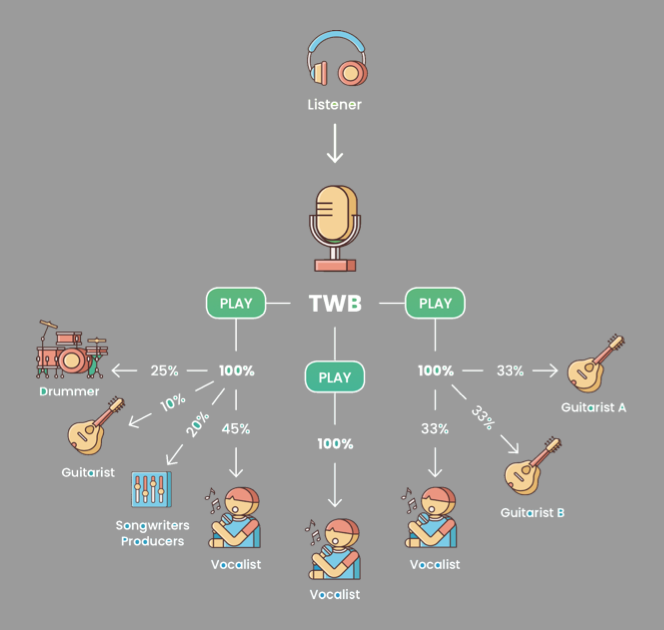 Listener
PLAY
TWB
PLAY
25%
100%
PLAY
100%
33%
Drummer
10%
20%
45%
33%
33%
Guitarist A
100%
Guitarist
Guitarist B
Songwriters
Producers
Vocalist
Vocalist
Vocalist